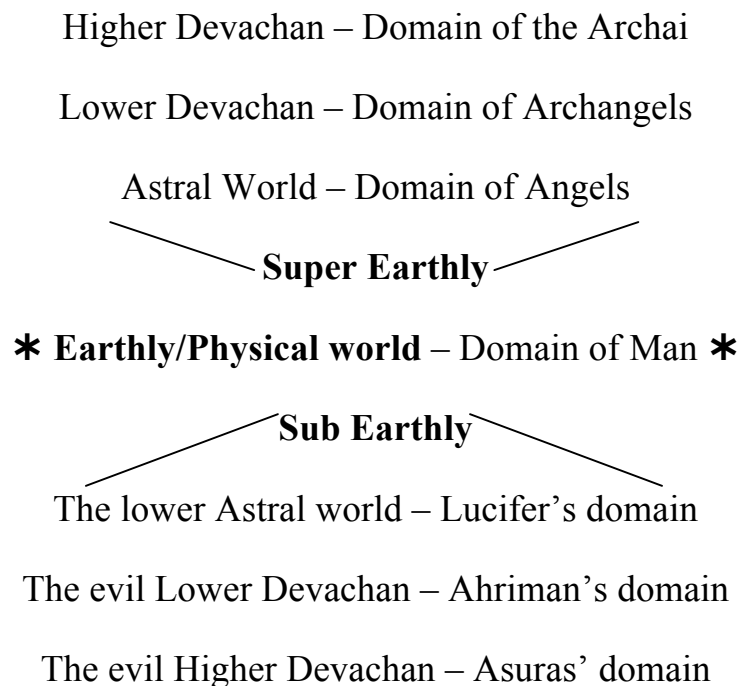 Higher Devachan – Domain of the Archai
Lower Devachan – Domain of Archangels
Astral World – Domain of Angels
Super Earthly
* Earthly/Physical world – Domain of Man *
Sub Earthly
The lower Astral world – Lucifer’s domain
The evil Lower Devachan – Ahriman’s domain
The evil Higher Devachan – Asuras’ domain